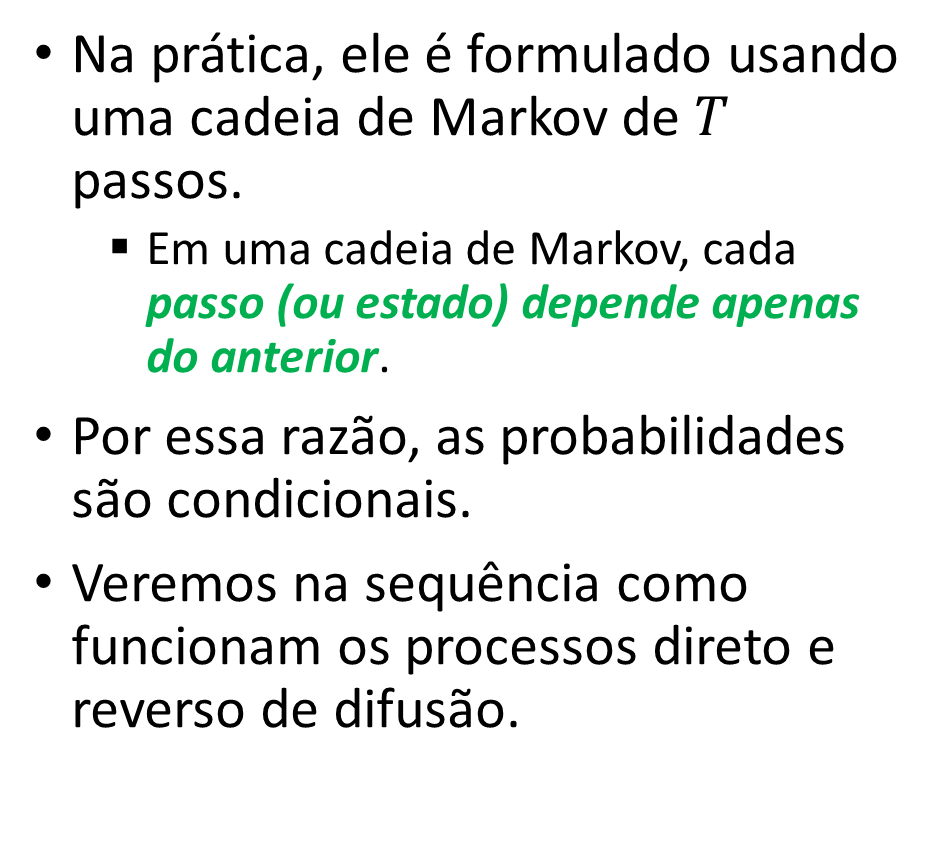 • Na prática, ele é formulado usando
uma cadeia de Markov de T
passos.
▪ Em uma cadeia de Markov, cada
passo (ou estado) depende apenas
do anterior.
• Por essa razão, as probabilidades
são condicionais.
• Veremos na sequência como
funcionam os processos direto e
reverso de difusão.